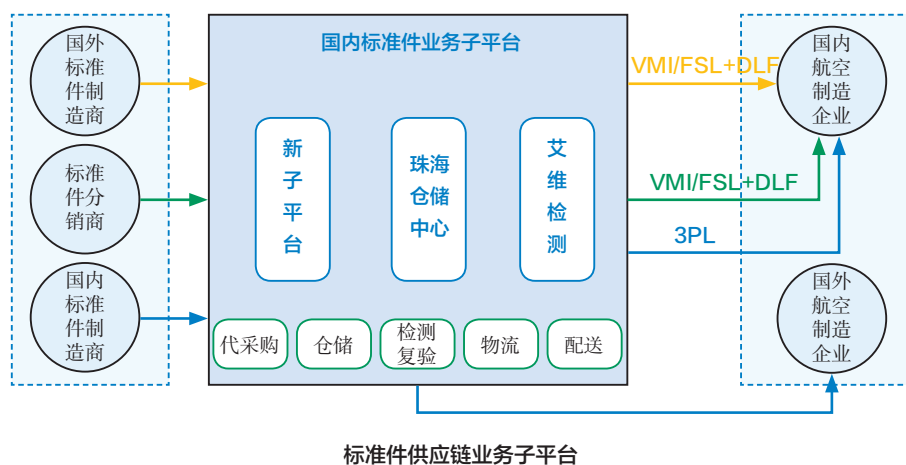 国外
标准
件制
造商
标准
件分
销商
国内
标准
件制
造商
国内标准件业务子平台
新
子
平
台
珠海
仓储
中心
艾
维
检
测
代采购
仓储
检测
复验
物流
配送
VMI/FSL+DLF
VMI/FSL+DLF
3PL
国内
航空
制造
企业
国外
航空
制造
企业
标准件供应链业务子平台